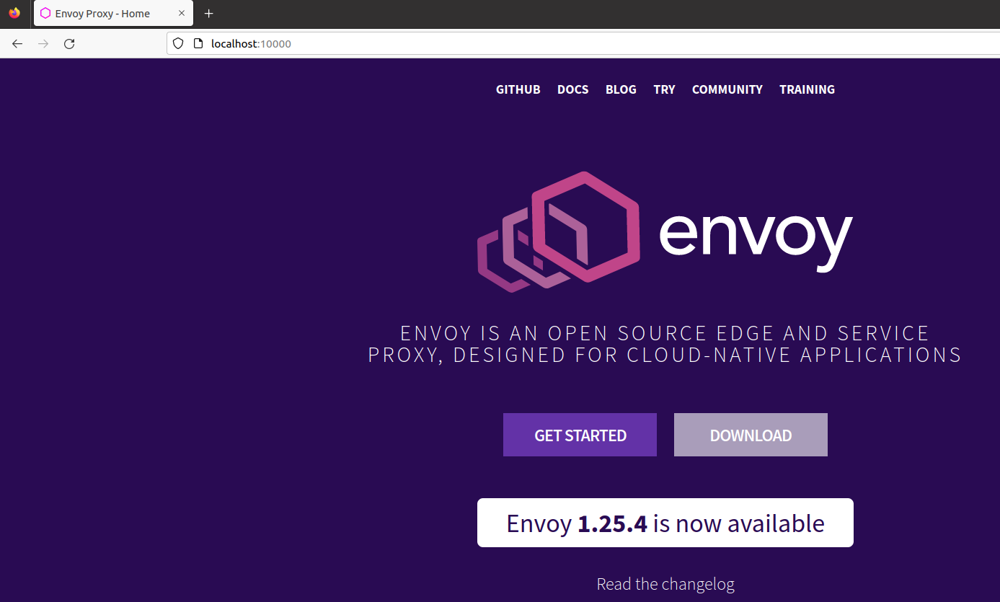 Envoy Proxy - Home
localhost:10000
GITHUB DOCS BLOG TRY COMMUNITY TRAINING
envoy
ENVOY IS AN OPEN SOURCE EDGE AND SERVICE
PROXY, DESIGNED FOR CLOUD-NATIVE APPLICATIONS
GET STARTED DOWNLOAD
Envoy 1.25.4 is now available
Read the changelog